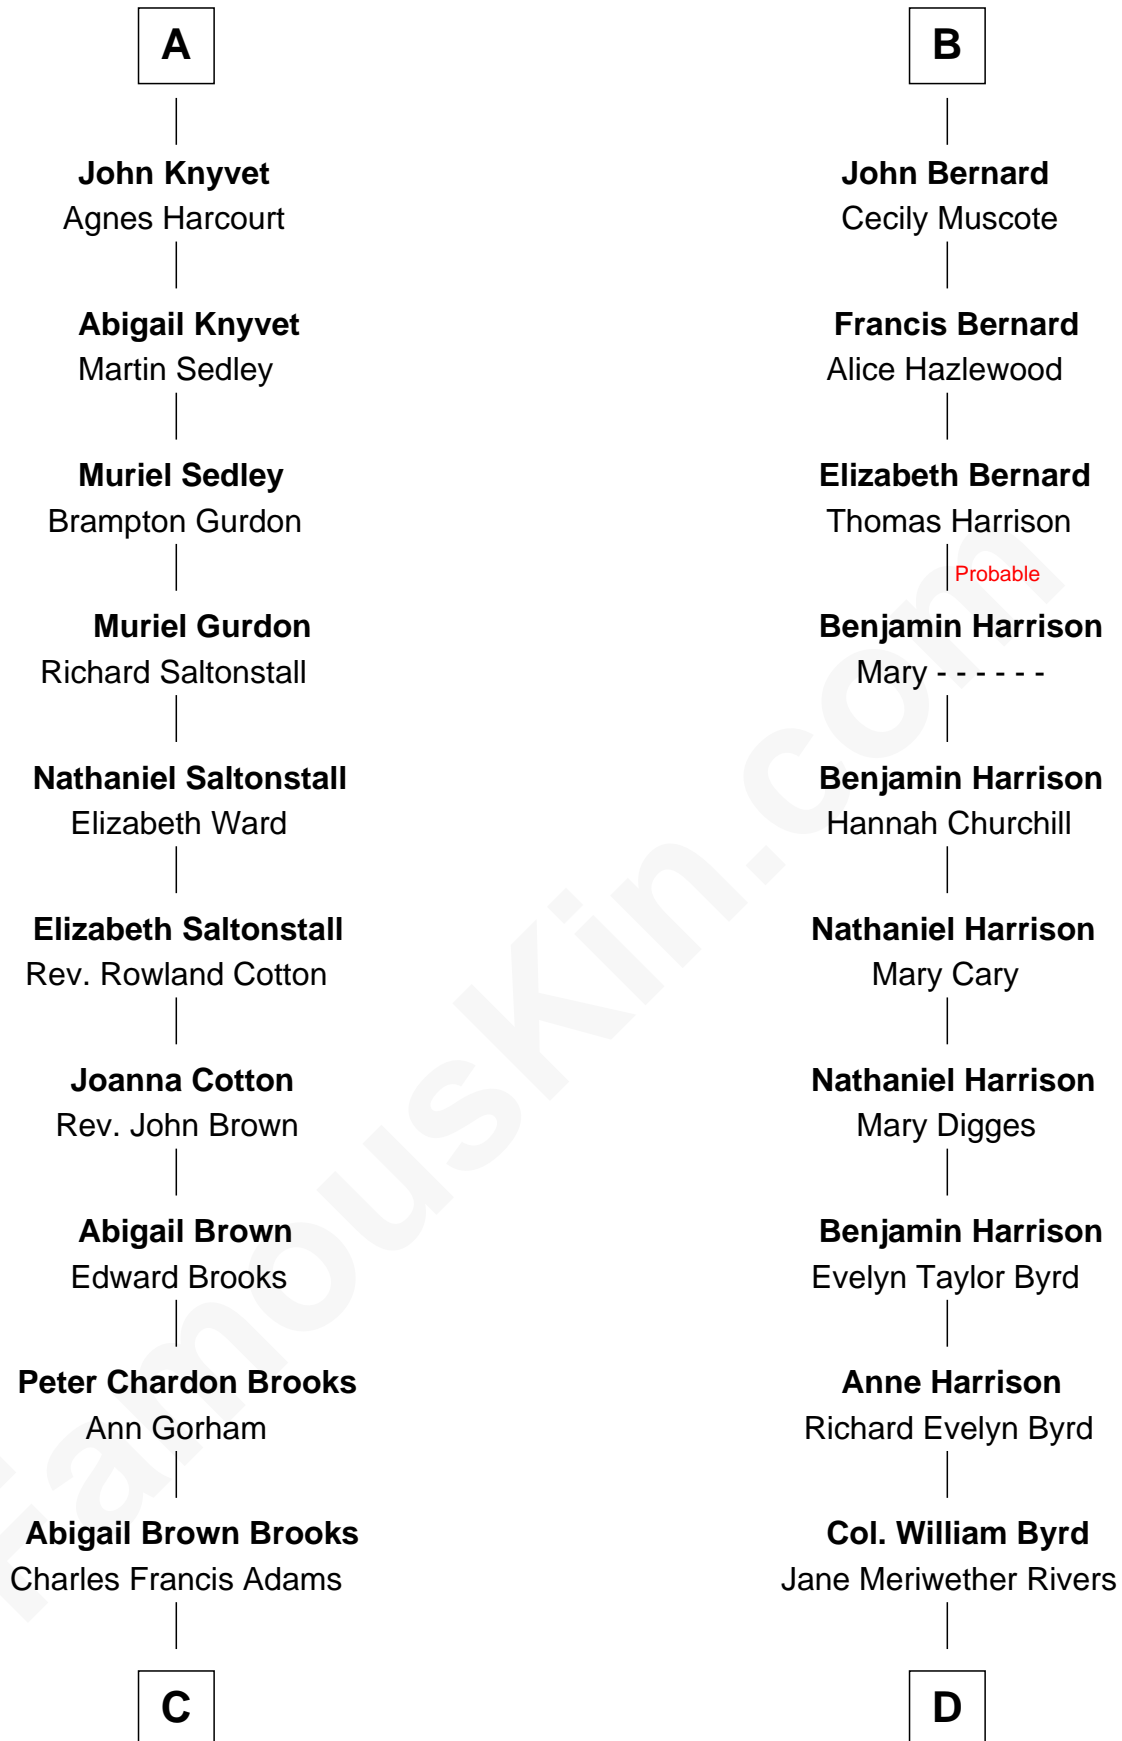 A
John Knyvet
Agnes Harcourt
Abigail Knyvet
Martin Sedley
Muriel Sedley
Brampton Gurdon
Muriel Gurdon
Richard Saltonstall
Nathaniel Saltonstall
Elizabeth Ward
Elizabeth Saltonstall
Rev. Rowland Cotton
Joanna Cotton
Rev. John Brown
Abigail Brown
Edward Brooks
Peter Chardon Brooks
Ann Gorham
Abigail Brown Brooks
Charles Francis Adams
C
B
John Bernard
Cecily Muscote
Francis Bernard
Alice Hazlewood
Elizabeth Bernard
Thomas Harrison
Probable
Benjamin Harrison
Mary - - - - - -
Benjamin Harrison
Hannah Churchill
Nathaniel Harrison
Mary Cary
Nathaniel Harrison
Mary Digges
Benjamin Harrison
Evelyn Taylor Byrd
Anne Harrison
Richard Evelyn Byrd
Col. William Byrd
Jane Meriwether Rivers
D
FamousKin.com